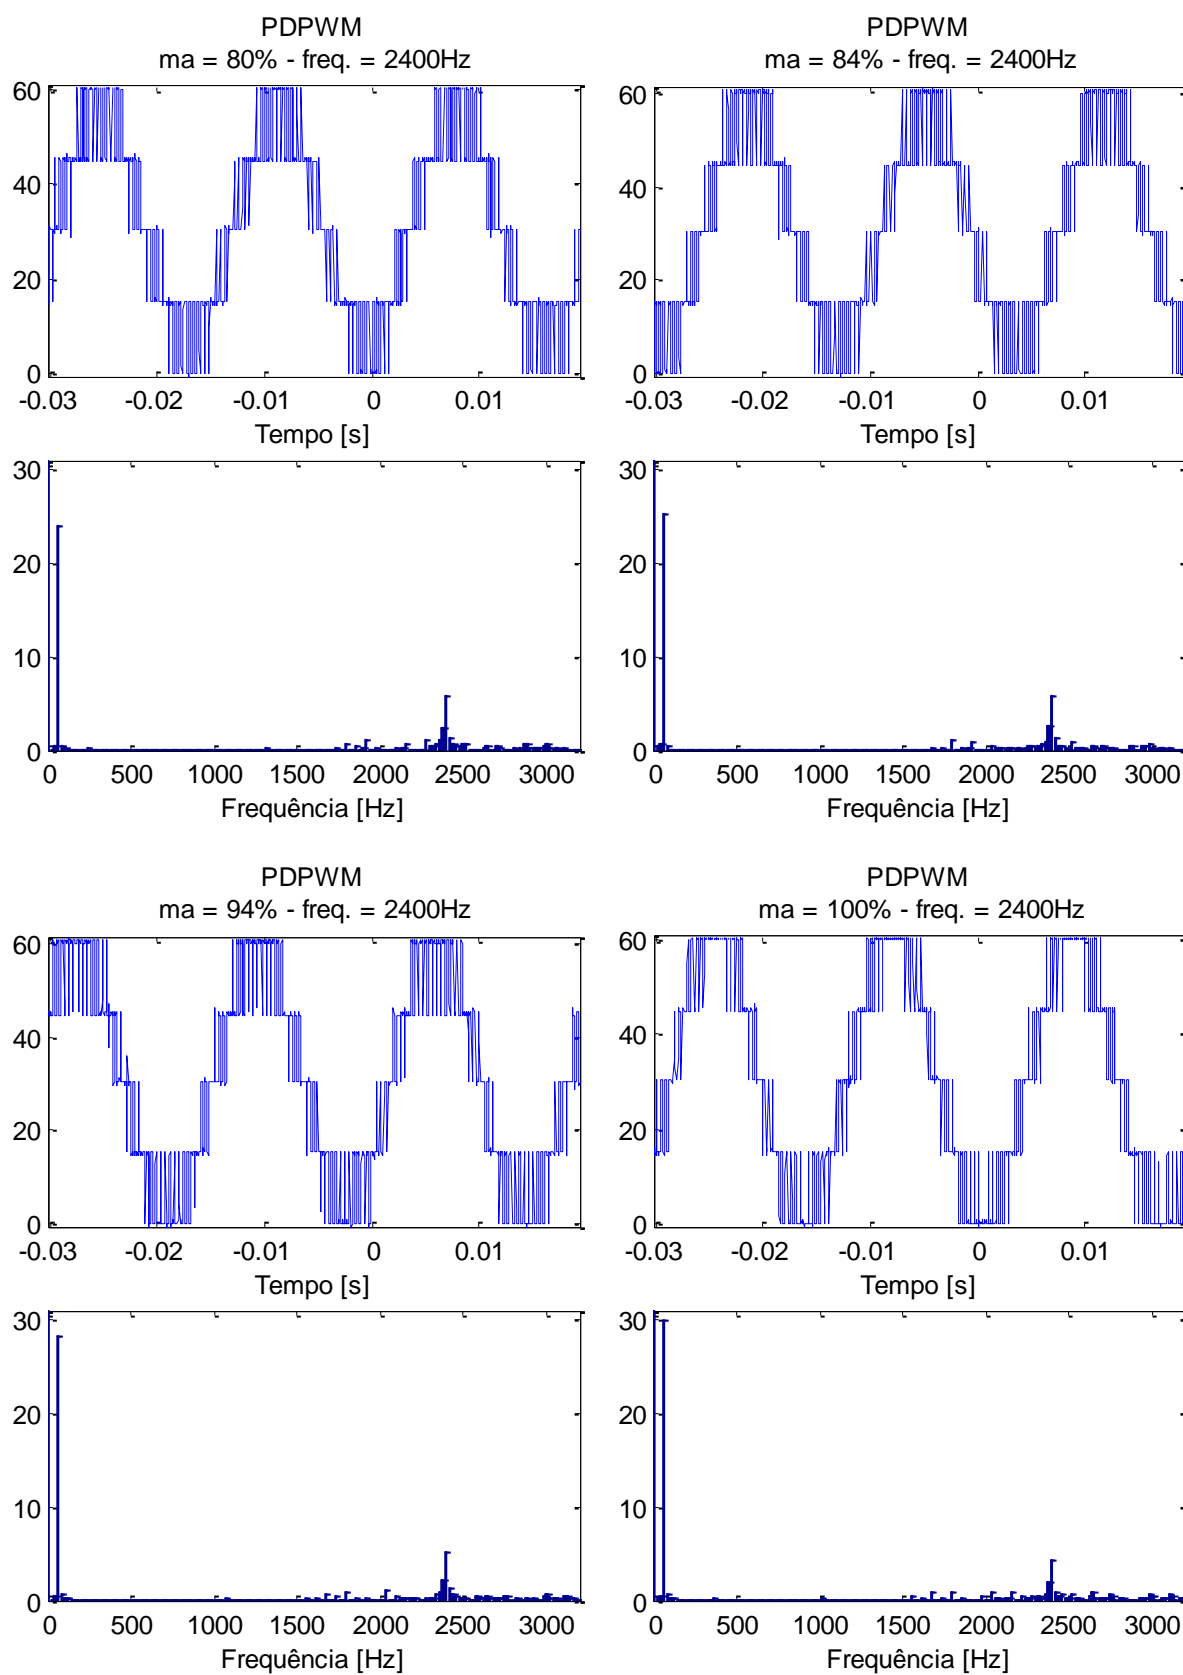 PDPWM
ma = 80% - freq. = 2400Hz
60
40
20
0
-0.03 -0.02 -0.01 0 0.01
Tempo [s]
30
20
10
0
0 500 1000 1500 2000 2500 3000
Frequência [Hz]
PDPWM
ma = 84% - freq. = 2400Hz
60
40
20
0
-0.03 -0.02 -0.01 0 0.01
Tempo [s]
30
20
10
0
0 500 1000 1500 2000 2500 3000
Frequência [Hz]
PDPWM
ma = 94% - freq. = 2400Hz
60
40
20
0
-0.03 -0.02 -0.01 0 0.01
Tempo [s]
30
20
10
0
0 500 1000 1500 2000 2500 3000
Frequência [Hz]
PDPWM
ma = 100% - freq. = 2400Hz
60
40
20
0
-0.03 -0.02 -0.01 0 0.01
Tempo [s]
30
20
10
0
0 500 1000 1500 2000 2500 3000
Frequência [Hz]